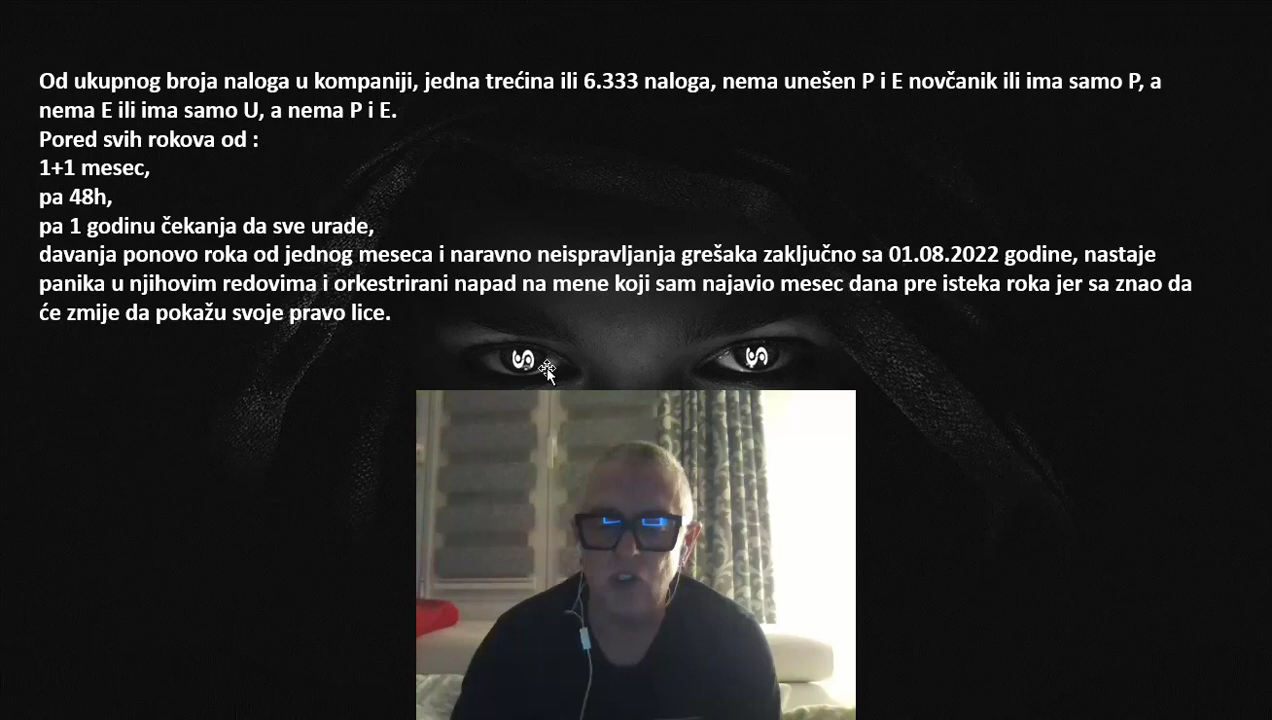 Od ukupnog broja naloga u kompaniji, jedna trećina ili 6.333 naloga, nema unešen P i E novčanik ili ima samo P, a
nema E ili ima samo U, a nema P i E.
Pored svih rokova od :
1+1 mesec,
pa 48h,
pa 1 godinu čekanja da sve urade,
davanja ponovo roka od jednog meseca i naravno neispravljanja grešaka zaključno sa 01.08.2022 godine, nastaje
panika u njihovim redovima i orkestrirani napad na mene koji sam najavio mesec dana pre isteka roka jer sa znao da
će zmije da pokažu svoje pravo lice.